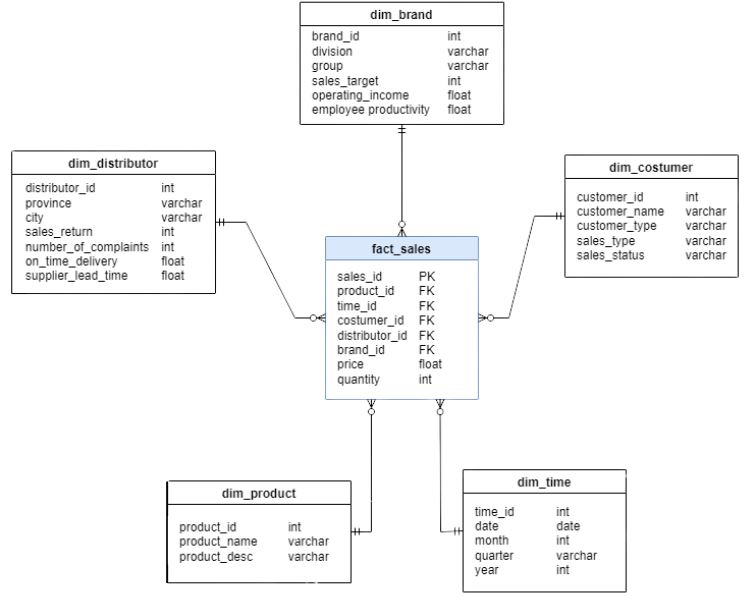 dim_brand
brand_id int
division varchar
group varchar
sales_target int
operating_income float
employee productivity float
dim_distributor
distributor_id int
province varchar
city varchar
sales_return int
number_of_complaints int
on_time_delivery float
supplier_lead_time float
dim_costumer
customer_id int
customer_name varchar
customer_type varchar
sales_type varchar
sales_status varchar
fact_sales
sales_id PK
product_id FK
time_id FK
costumer_id FK
distributor_id FK
brand_id FK
price float
quantity int
dim_product
product_id int
product_name varchar
product_desc varchar
dim_time
time_id int
date date
month int
quarter varchar
year int